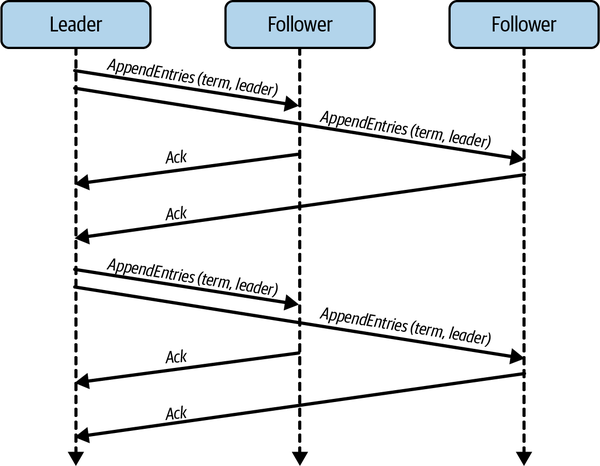 Leader
Follower
Follower
AppendEntries (term, leader)
AppendEntries (term, leader)
Ack
Ack
AppendEntries (term, leader)
AppendEntries (term, leader)
Ack
Ack